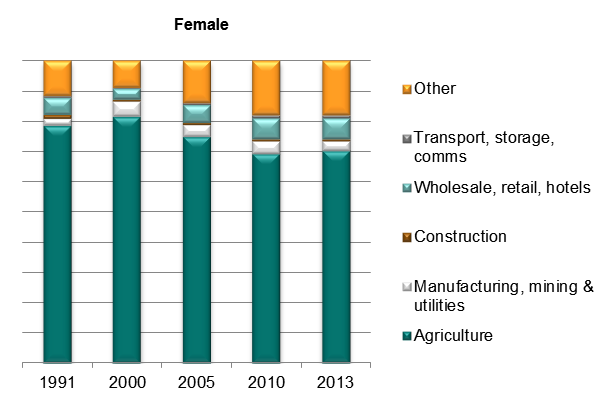 Female
Other
Transport, storage,
comms
Wholesale, retail, hotels
Construction
Manufacturing, mining &
utilities
Agriculture
1991 2000 2005 2010 2013